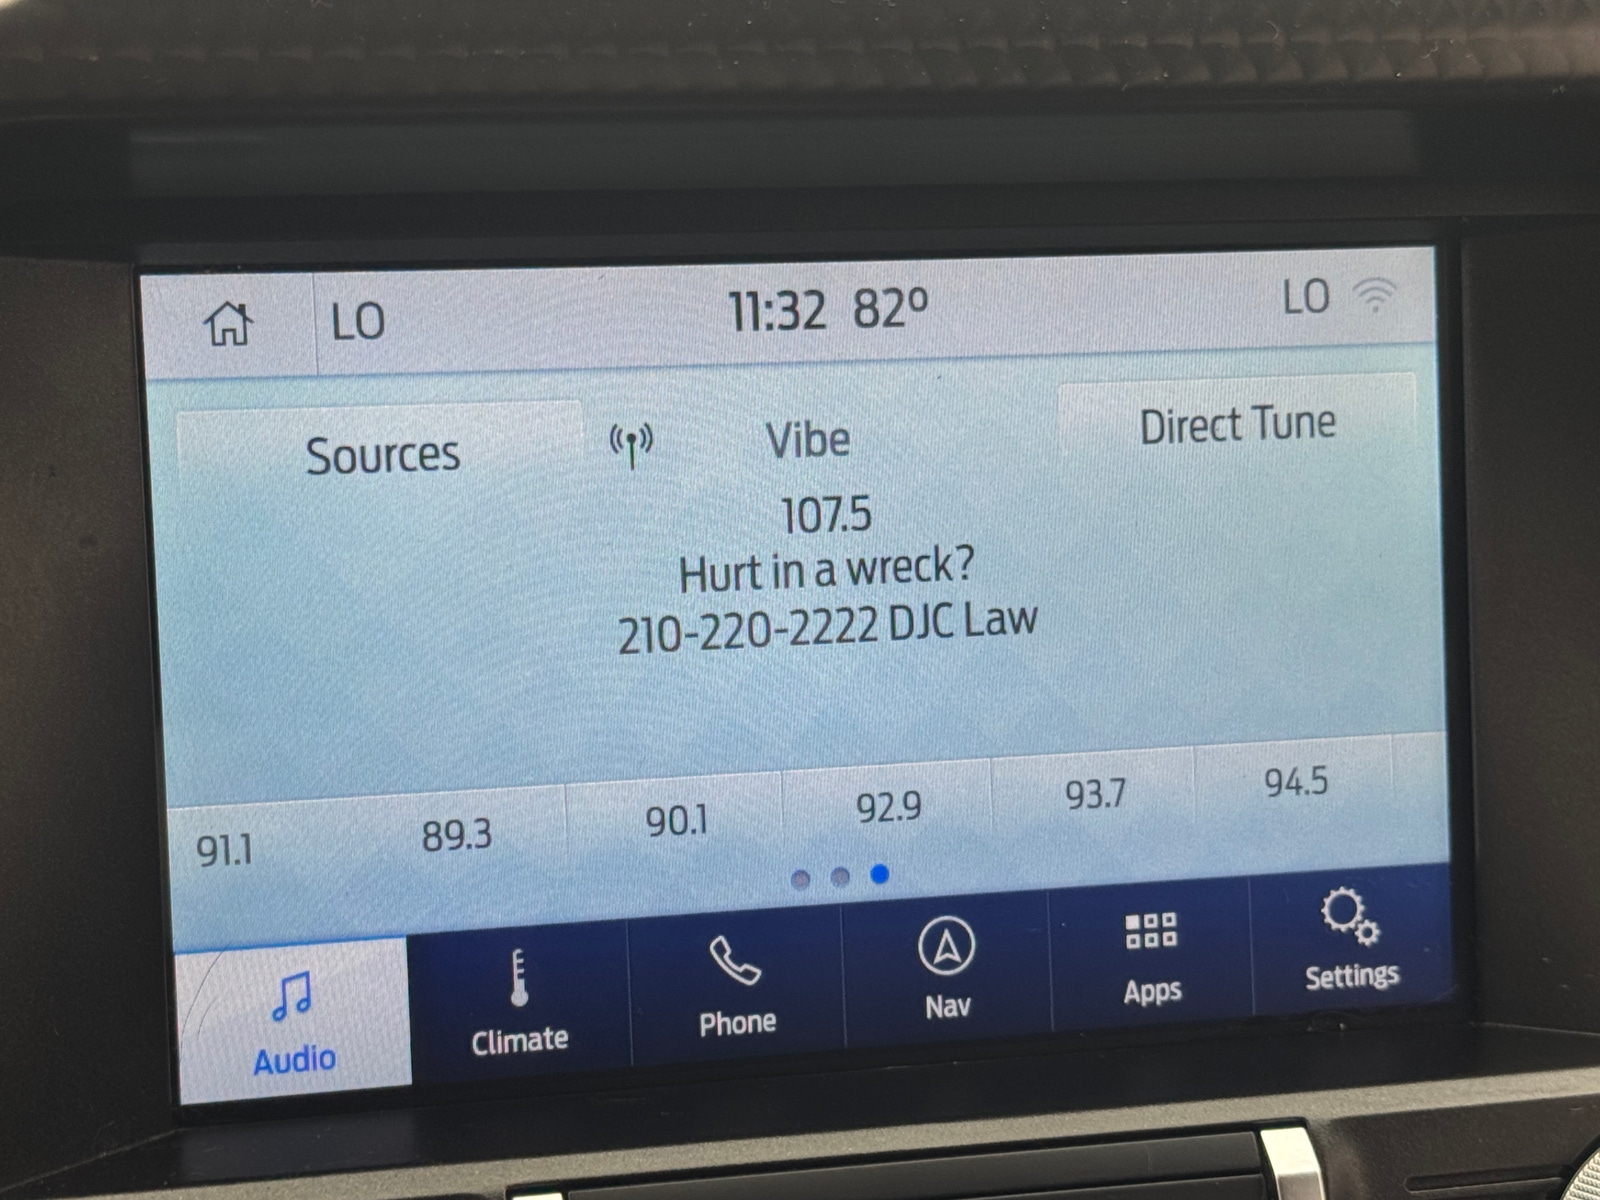 LO 11:32 82° LO
Sources Vibe Direct Tune
107.5
Hurt in a wreck?
210-220-2222 DJC Law
91.1 89.3 90.1 92.9 93.7 94.5
Audio Climate Phone Nav Apps Settings